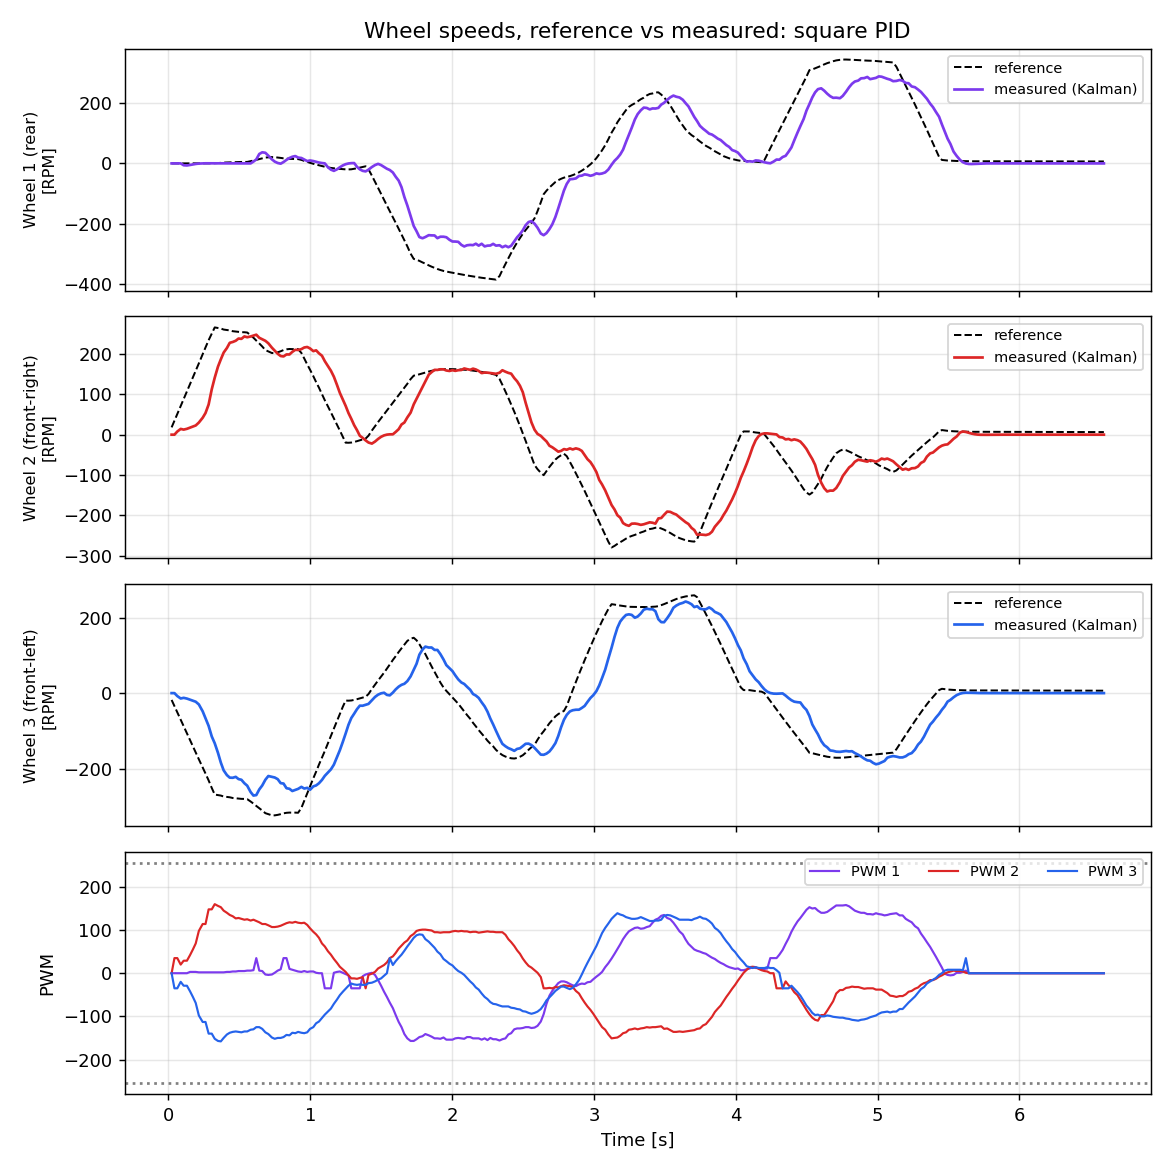 Wheel speeds, reference vs measured: square PID
Wheel 1 (rear)
[RPM]
200
0
−200
−400
reference
measured (Kalman)
Wheel 2 (front-right)
[RPM]
200
100
0
−100
−200
−300
reference
measured (Kalman)
Wheel 3 (front-left)
[RPM]
200
0
−200
reference
measured (Kalman)
PWM
200
100
0
−100
−200
PWM 1 PWM 2 PWM 3
0 1 2 3 4 5 6
Time [s]